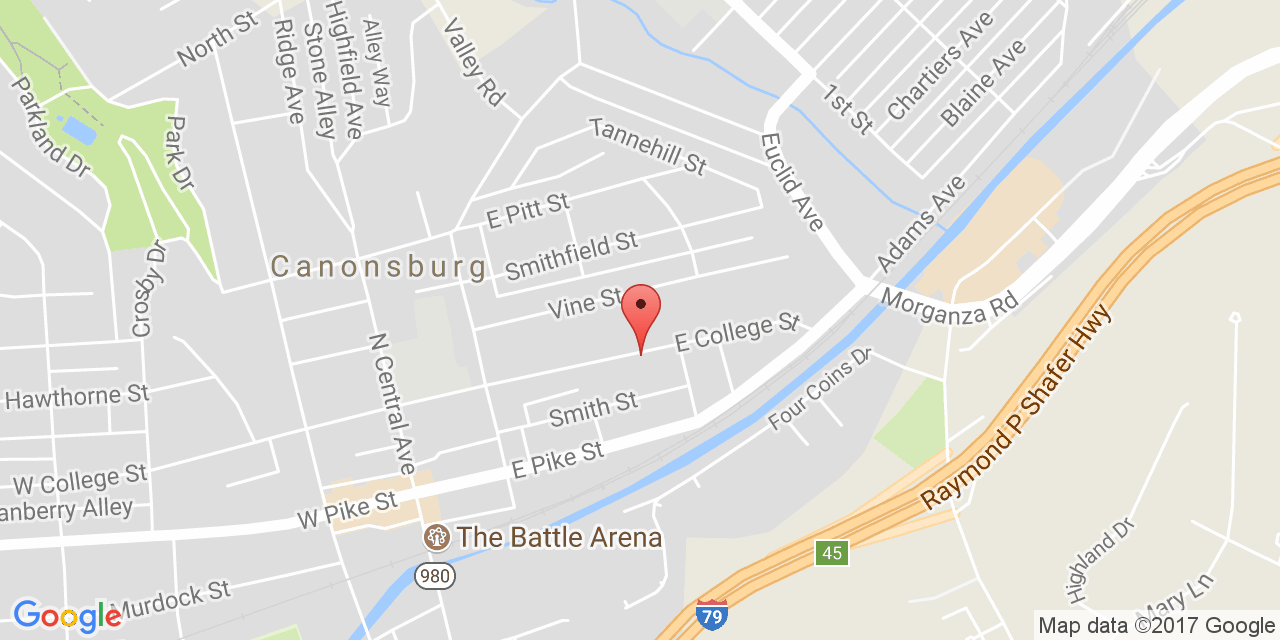 North St
Alley Way
Highfield Ave
Stone Alley
Ridge Ave
Valley Rd
Chartiers Ave
Blaine Ave
1st St
Parkland Dr
Park Dr
Tannehill St
Euclid Ave
E Pitt St
Adams Ave
Smithfield St
Canonsburg
Crosby Dr
Vine St
Morganza Rd
E College St
N Central Ave
Four Coins Dr
Raymond P Shafer Hwy
Hawthorne St
Smith St
E Pike St
W College St
anberry Alley
W Pike St
The Battle Arena
45
980
Highland Dr
Mary Ln
Murdock St
79
Google
Map data ©2017 Google